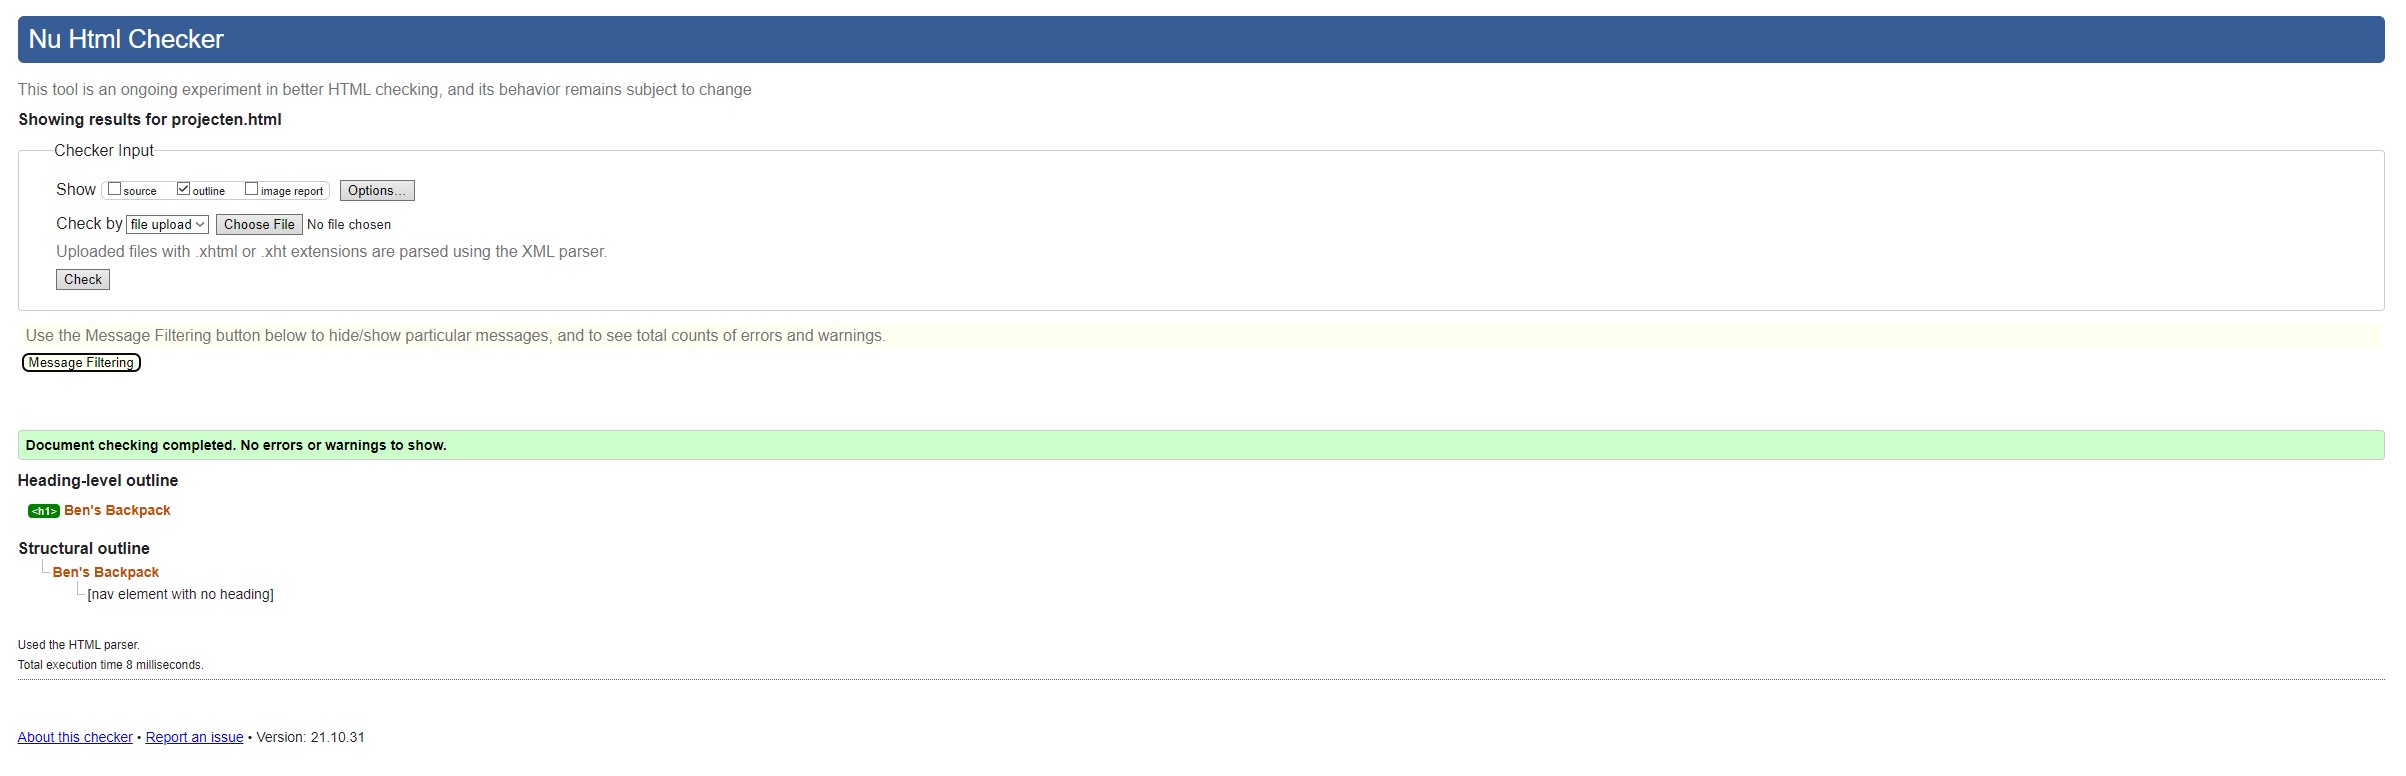 Nu Html Checker
This tool is an ongoing experiment in better HTML checking, and its behavior remains subject to change
Showing results for projecten.html
Checker Input
Show source outline image report Options...
Check by file upload Choose File No file chosen
Uploaded files with .xhtml or .xht extensions are parsed using the XML parser.
Check
Use the Message Filtering button below to hide/show particular messages, and to see total counts of errors and warnings.
Message Filtering
Document checking completed. No errors or warnings to show.
Heading-level outline
<h1> Ben's Backpack
Structural outline
Ben's Backpack
[nav element with no heading]
Used the HTML parser.
Total execution time 8 milliseconds.
About this checker • Report an issue • Version: 21.10.31